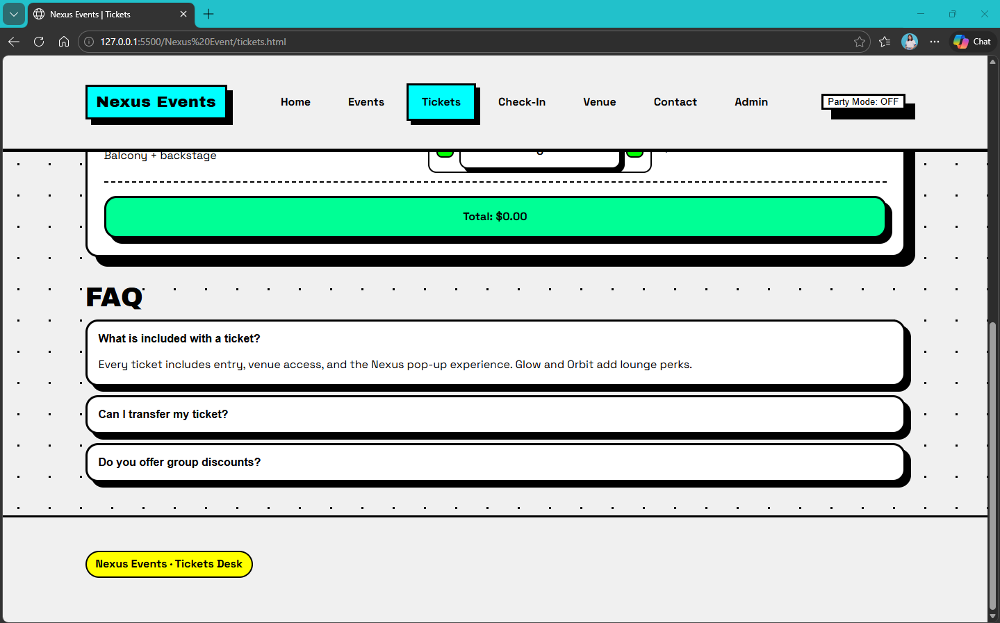 Nexus Events | Tickets
127.0.0.1:5500/Nexus%20Event/tickets.html
Chat
Nexus Events
Home
Events
Tickets
Check-In
Venue
Contact
Admin
Party Mode: OFF
Balcony + backstage
Total: $0.00
FAQ
What is included with a ticket?
Every ticket includes entry, venue access, and the Nexus pop-up experience. Glow and Orbit add lounge perks.
Can I transfer my ticket?
Do you offer group discounts?
Nexus Events · Tickets Desk